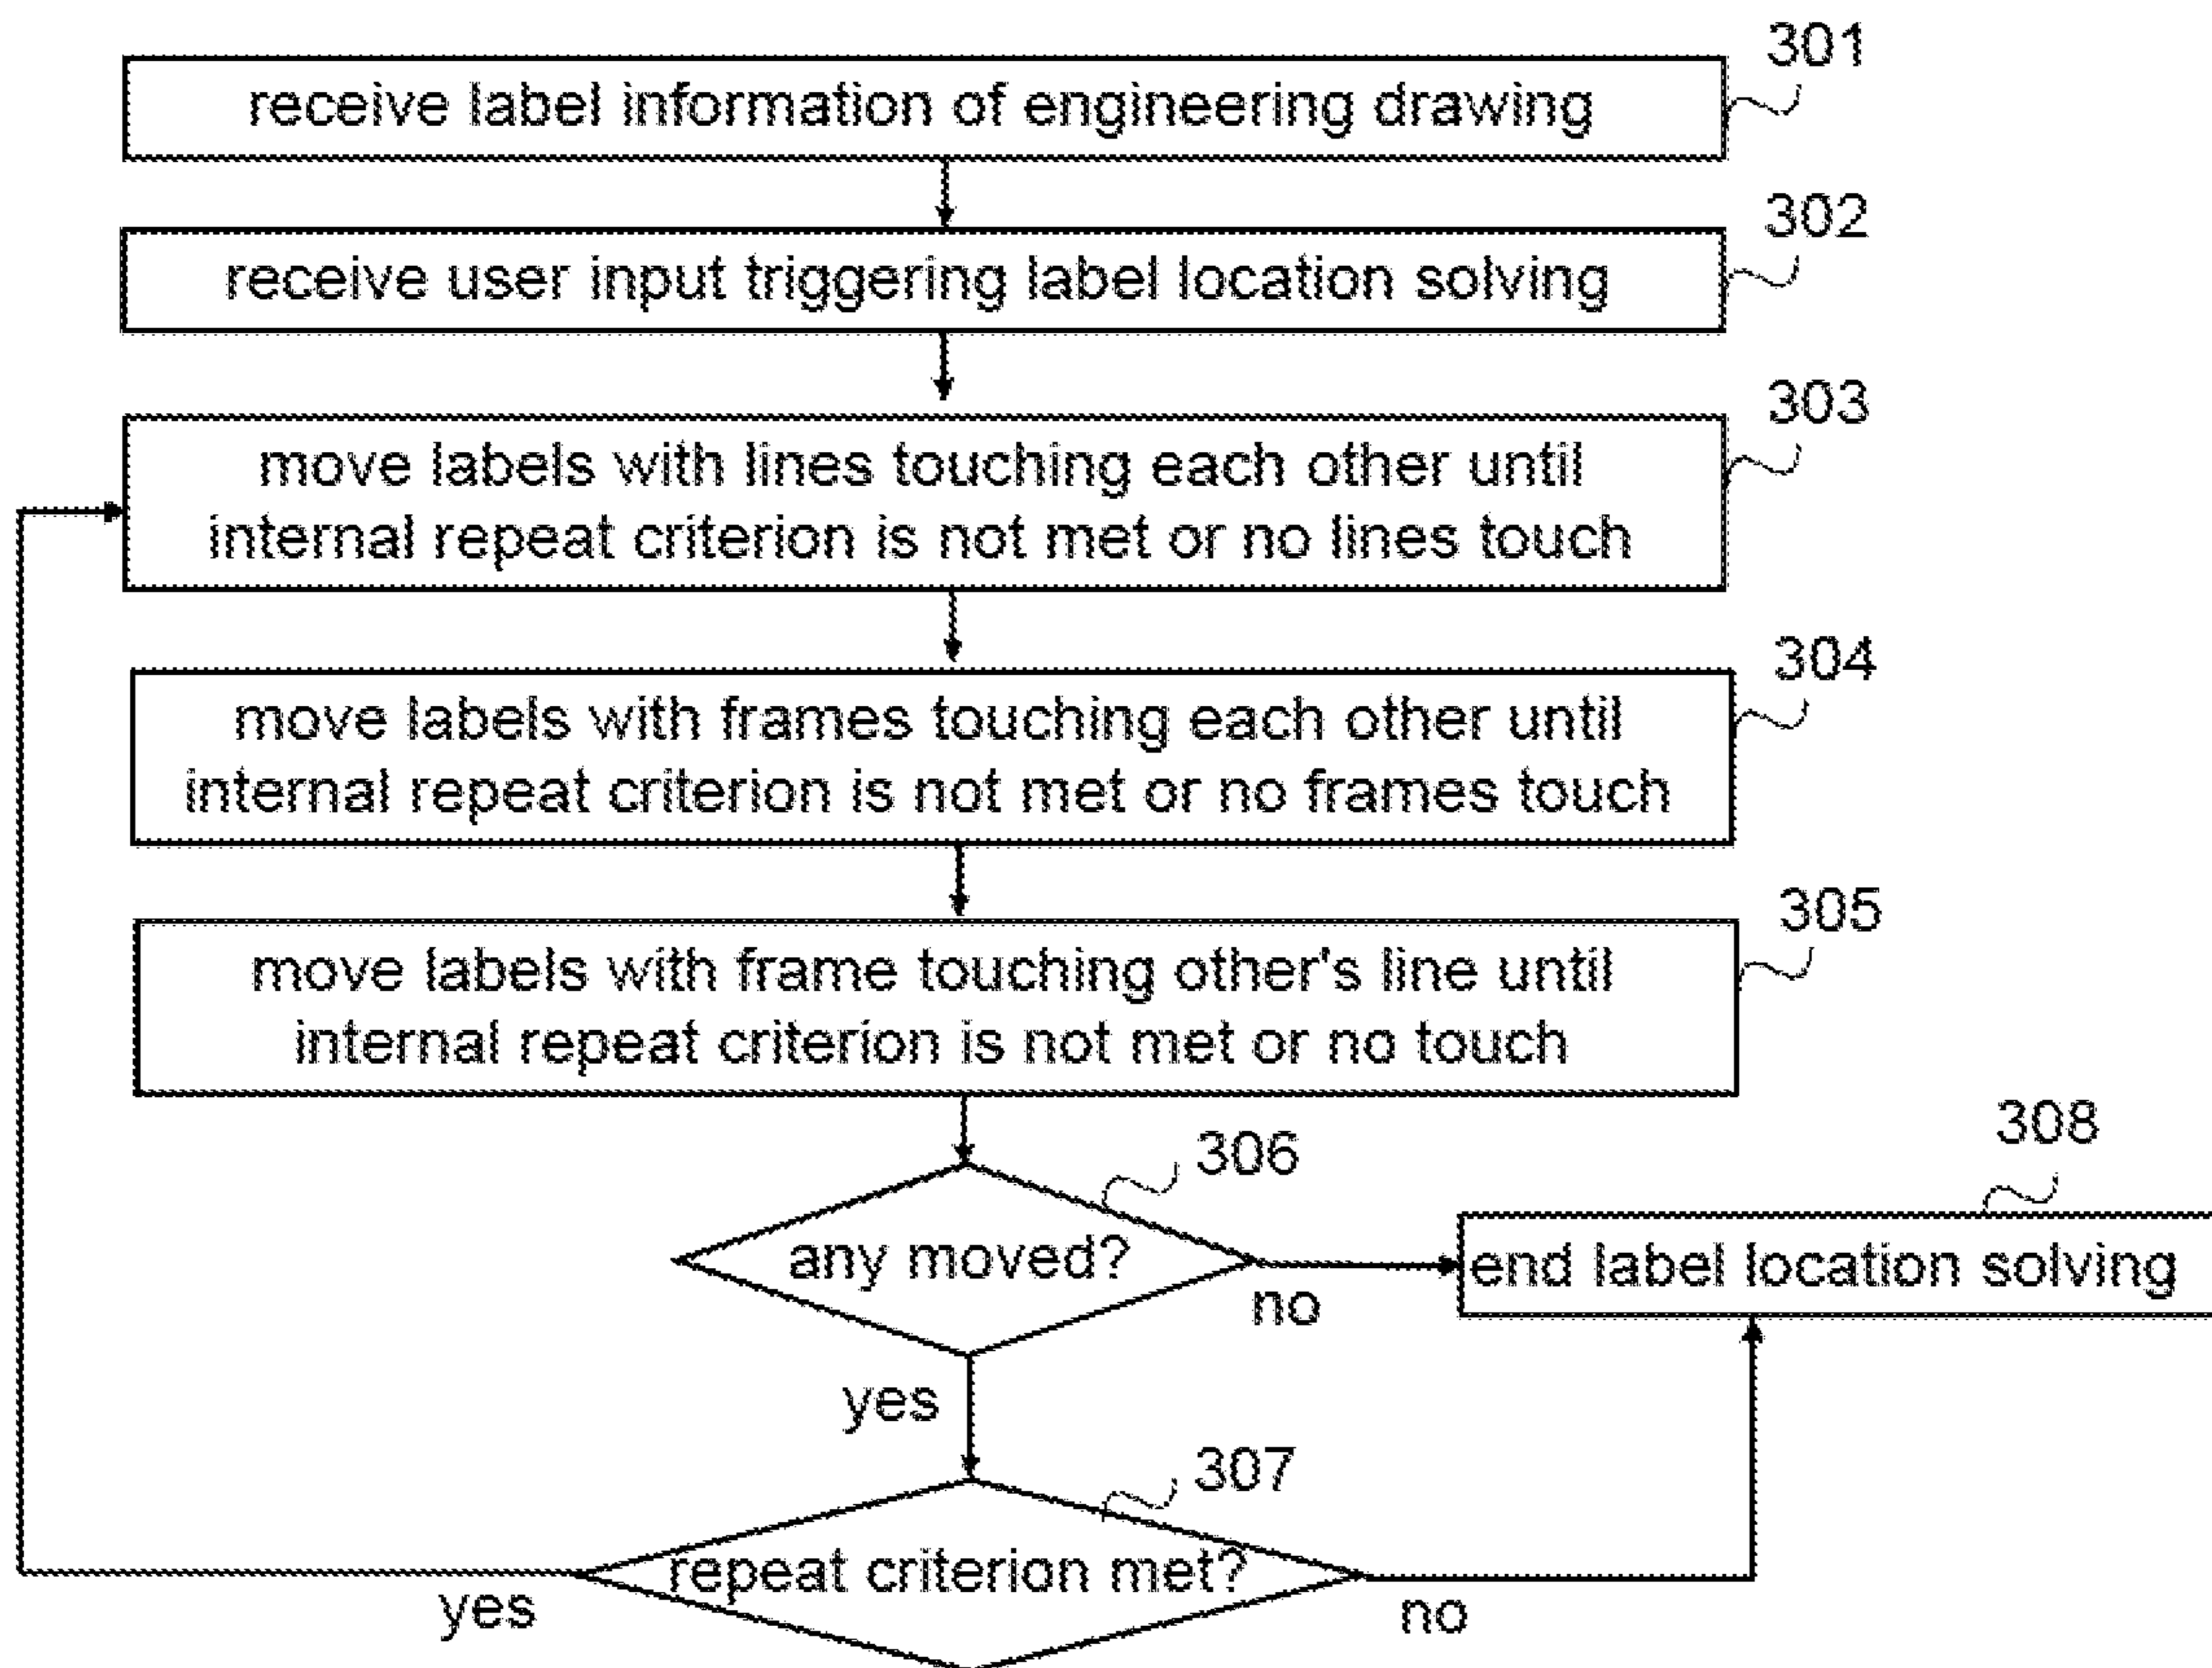 301
receive label information of engineering drawing
302
receive user input triggering label location solving
303
move labels with lines touching each other until
internal repeat criterion is not met or no lines touch
304
move labels with frames touching each other until
internal repeat criterion is not met or no frames touch
305
move labels with frame touching other's line until
internal repeat criterion is not met or no touch
306
308
any moved?
end label location solving
no
yes
307
repeat criterion met?
yes
no